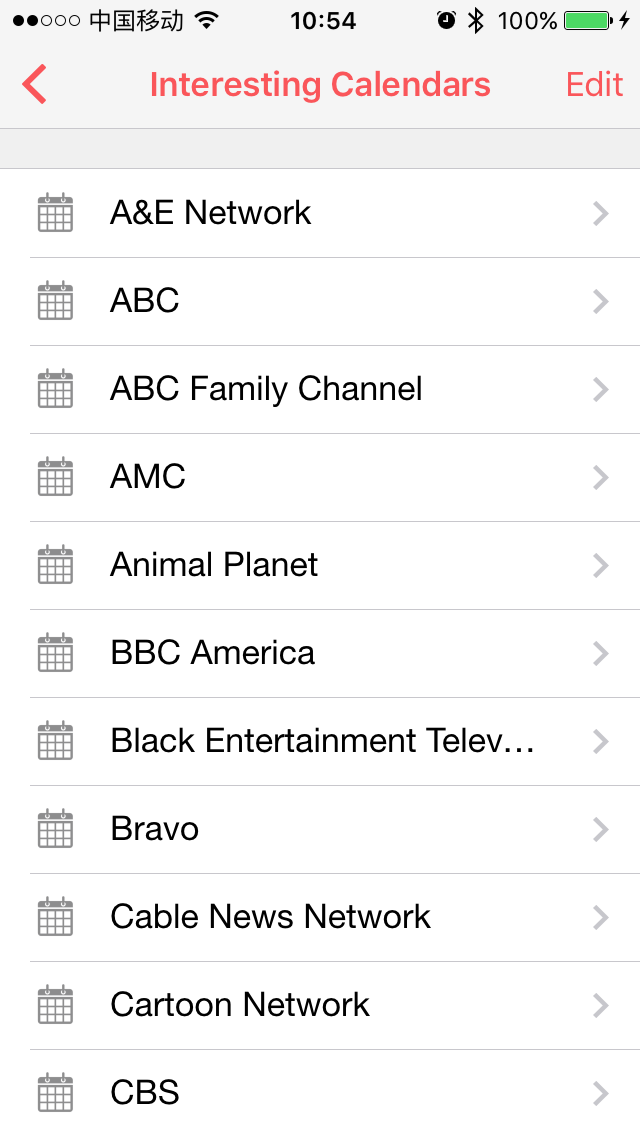 中国移动 10:54 100%
Interesting Calendars Edit
A&E Network
ABC
ABC Family Channel
AMC
Animal Planet
BBC America
Black Entertainment Telev...
Bravo
Cable News Network
Cartoon Network
CBS